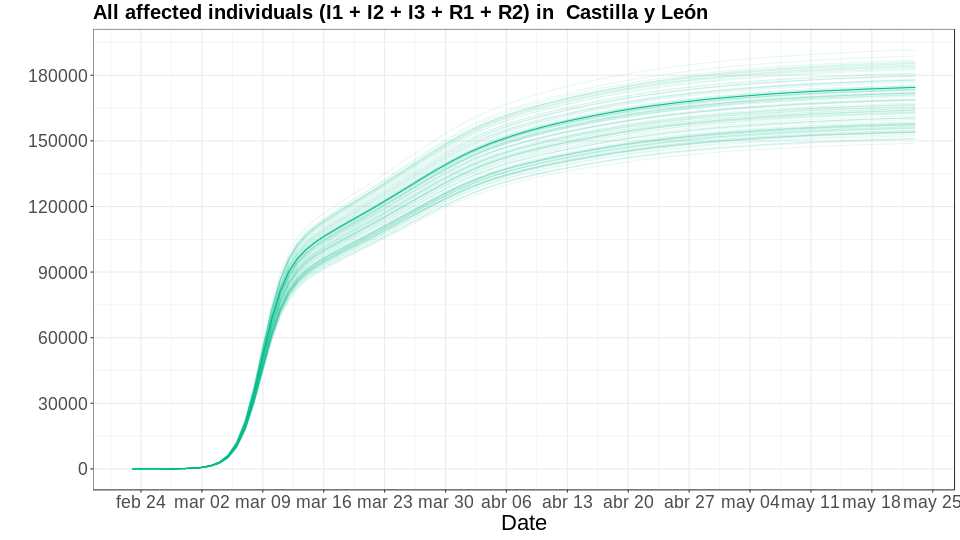 All affected individuals (I1 + I2 + I3 + R1 + R2) in  Castilla y León
180000
150000
120000
90000
60000
30000
0
feb 24 mar 02 mar 09 mar 16 mar 23 mar 30 abr 06 abr 13 abr 20 abr 27 may 04 may 11 may 18 may 25
Date